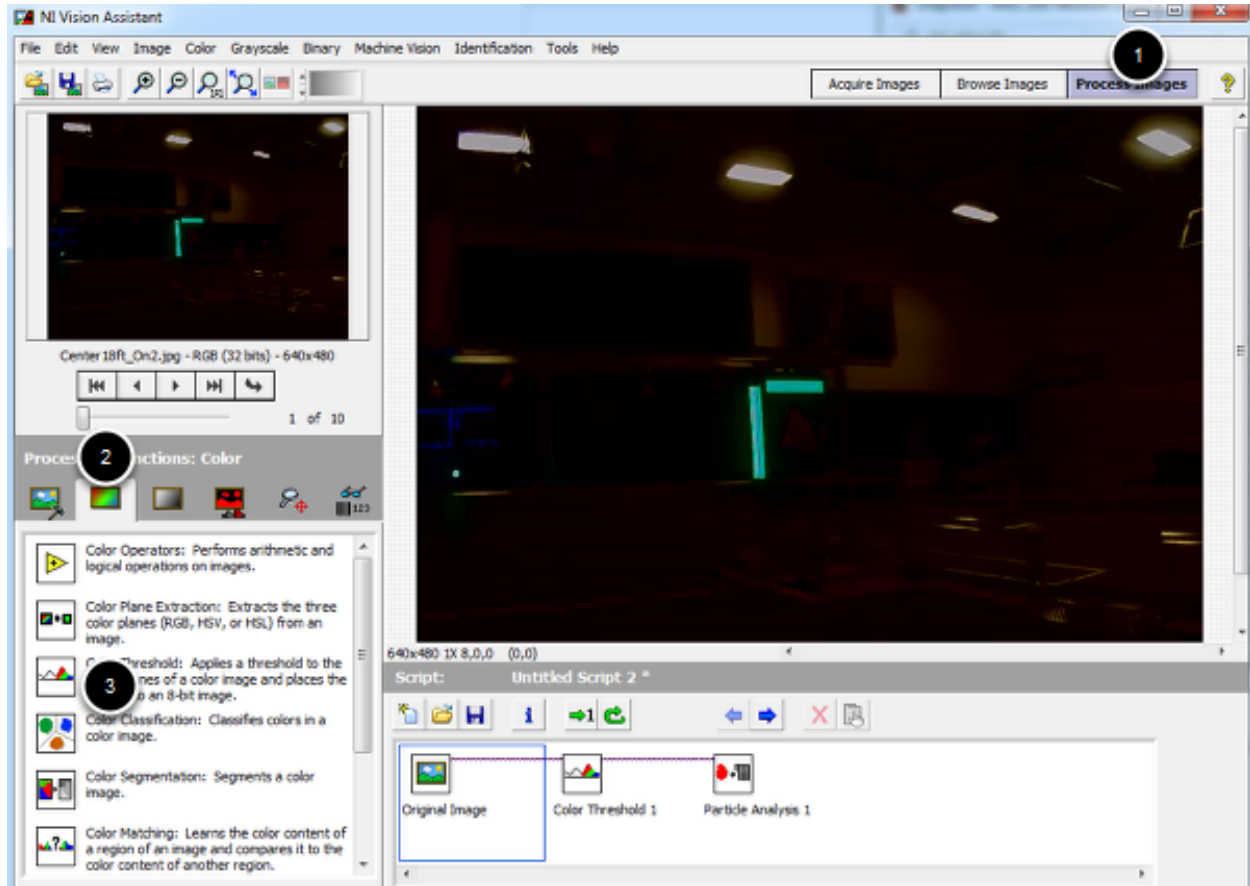 NI Vision Assistant
File Edit View Image Color Grayscale Binary Machine Vision Identification Tools Help
1
Acquire Images Browse Images Process Images
Center18ft_On2.jpg - RGB (32 bits) - 640x480
1 of 10
2
Color
123
Color Operators: Performs arithmetic and
logical operations on images.
Color Plane Extraction: Extracts the three
color planes (RGB, HSV, or HSL) from an
image.
Threshold: Applies a threshold to the
3
of a color image and places the
an 8-bit image.
Color Classification: Classifies colors in a
color image.
Color Segmentation: Segments a color
image.
Color Matching: Learns the color content of
a region of an image and compares it to the
color content of another region.
640x480 1X 8,0,0 (0,0)
Script: Untitled Script 2 *
1
Original Image Color Threshold 1 Particle Analysis 1